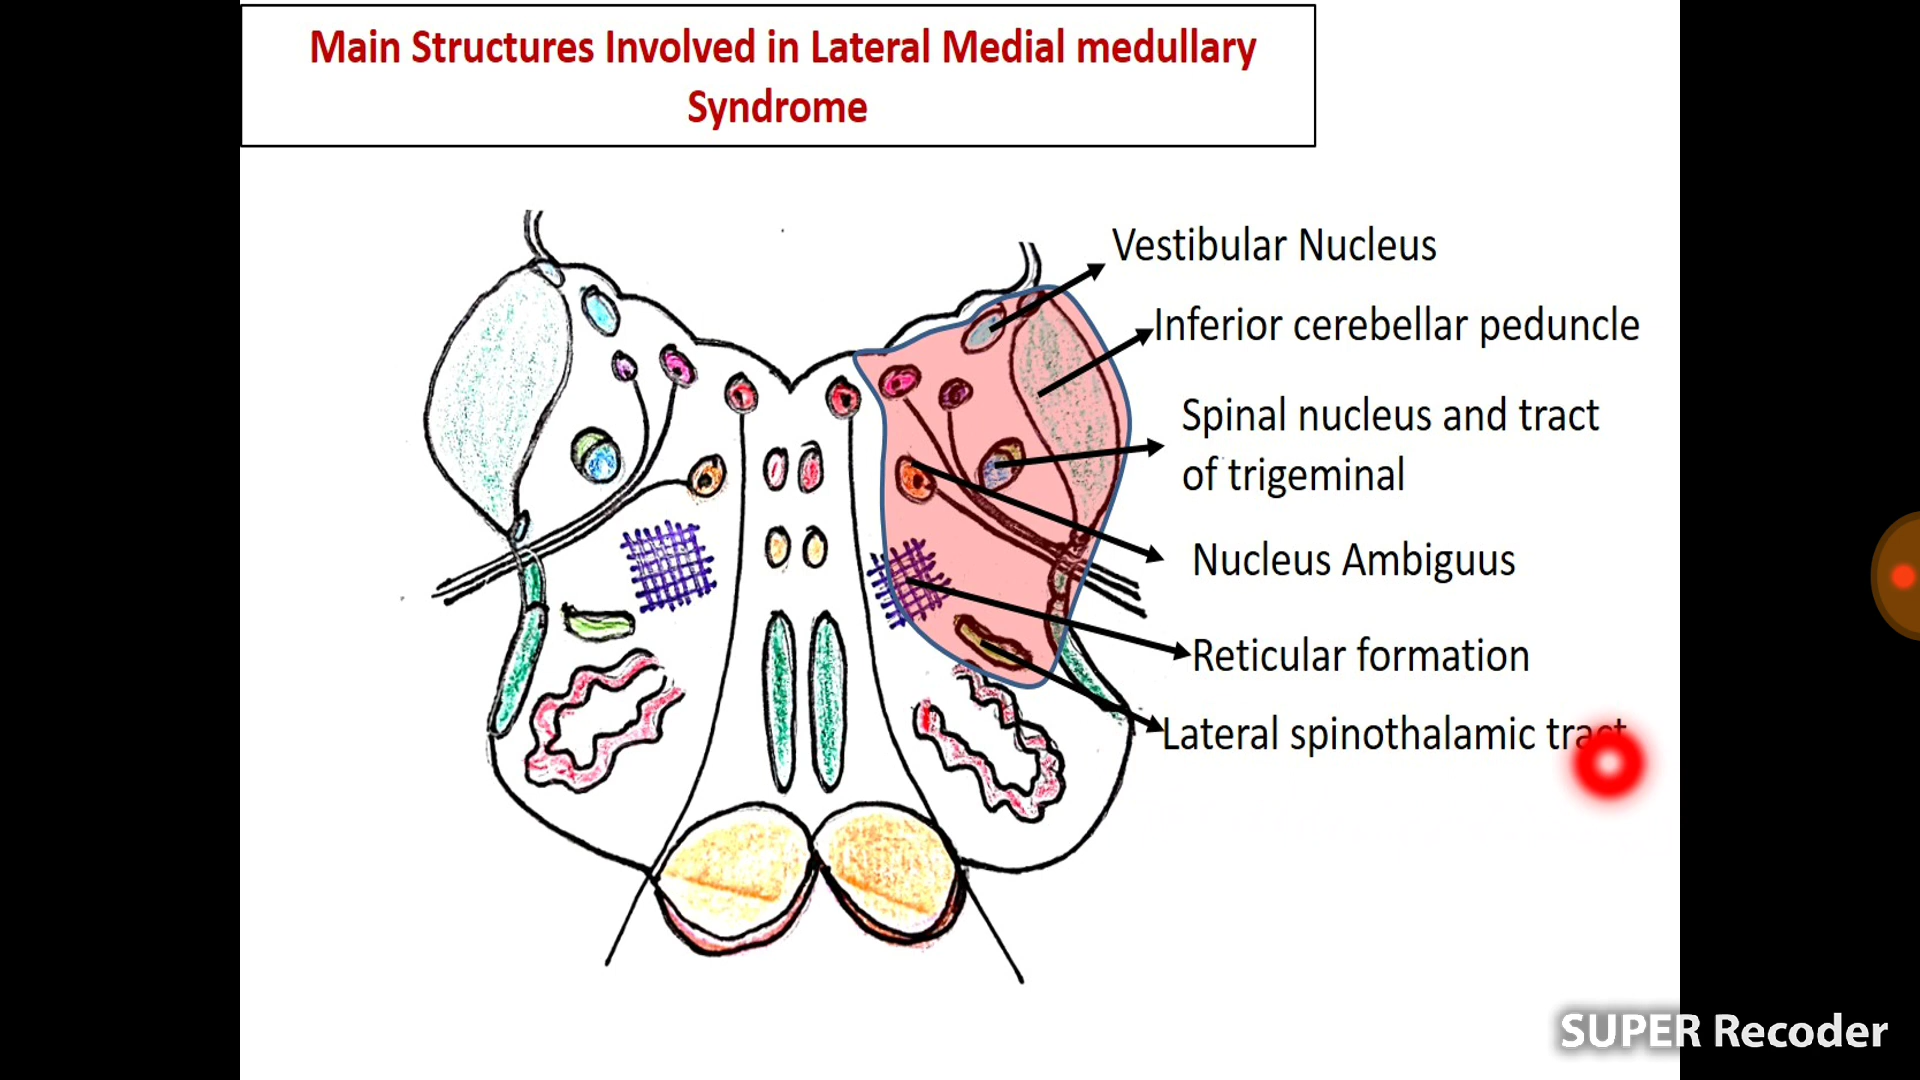 Main Structures Involved in Lateral Medial medullary
Syndrome
Vestibular Nucleus
Inferior cerebellar peduncle
Spinal nucleus and tract
of trigeminal
Nucleus Ambiguus
Reticular formation
Lateral spinothalamic tract
SUPER Recoder